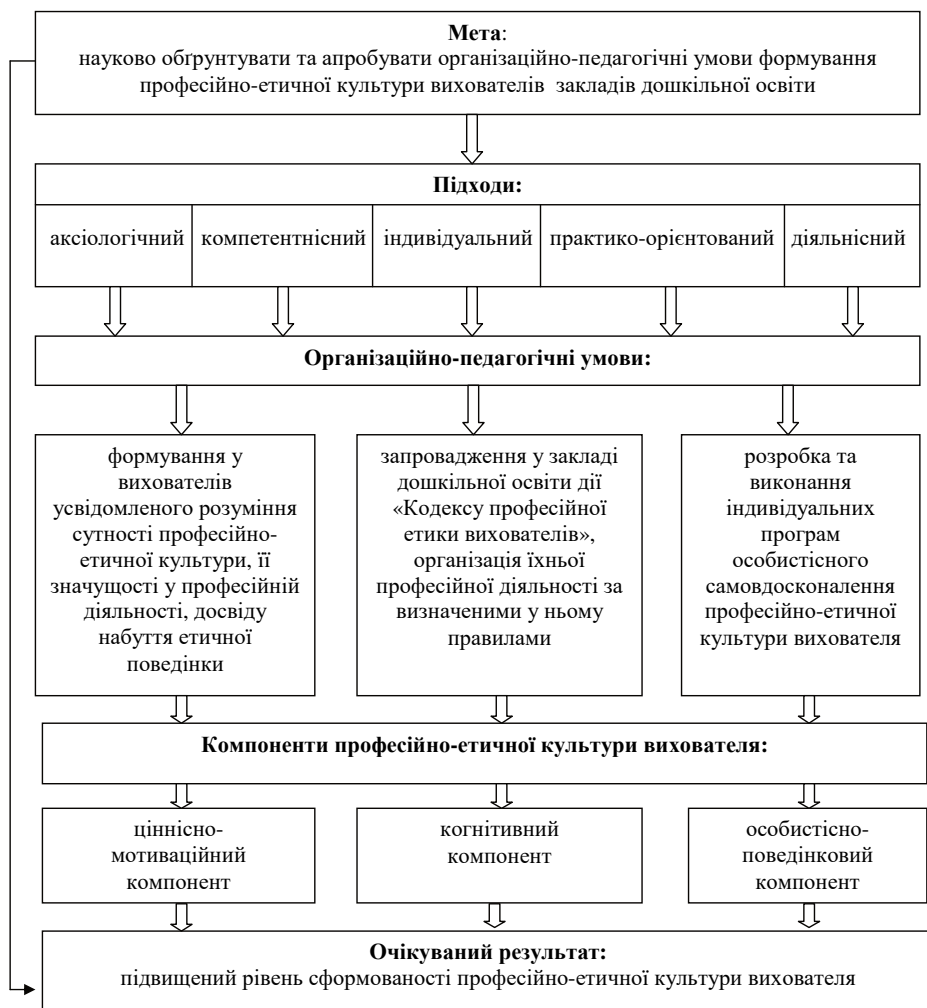 Мета:
науково обґрунтувати та апробувати організаційно-педагогічні умови формування
професійно-етичної культури вихователів закладів дошкільної освіти
Підходи:
аксіологічний
компетентнісний
індивідуальний
практико-орієнтований
діяльнісний
Організаційно-педагогічні умови:
формування у
вихователів
усвідомленого розуміння
сутності професійно-
етичної культури, її
значущості у професійній
діяльності, досвіду
набуття етичної
поведінки
запровадження у закладі
дошкільної освіти дії
«Кодексу професійної
етики вихователів»,
організація їхньої
професійної діяльності за
визначеними у ньому
правилами
розробка та
виконання
індивідуальних
програм
особистісного
самовдосконалення
професійно-етичної
культури вихователя
Компоненти професійно-етичної культури вихователя:
ціннісно-
мотиваційний
компонент
когнітивний
компонент
особистісно-
поведінковий
компонент
Очікуваний результат:
підвищений рівень сформованості професійно-етичної культури вихователя